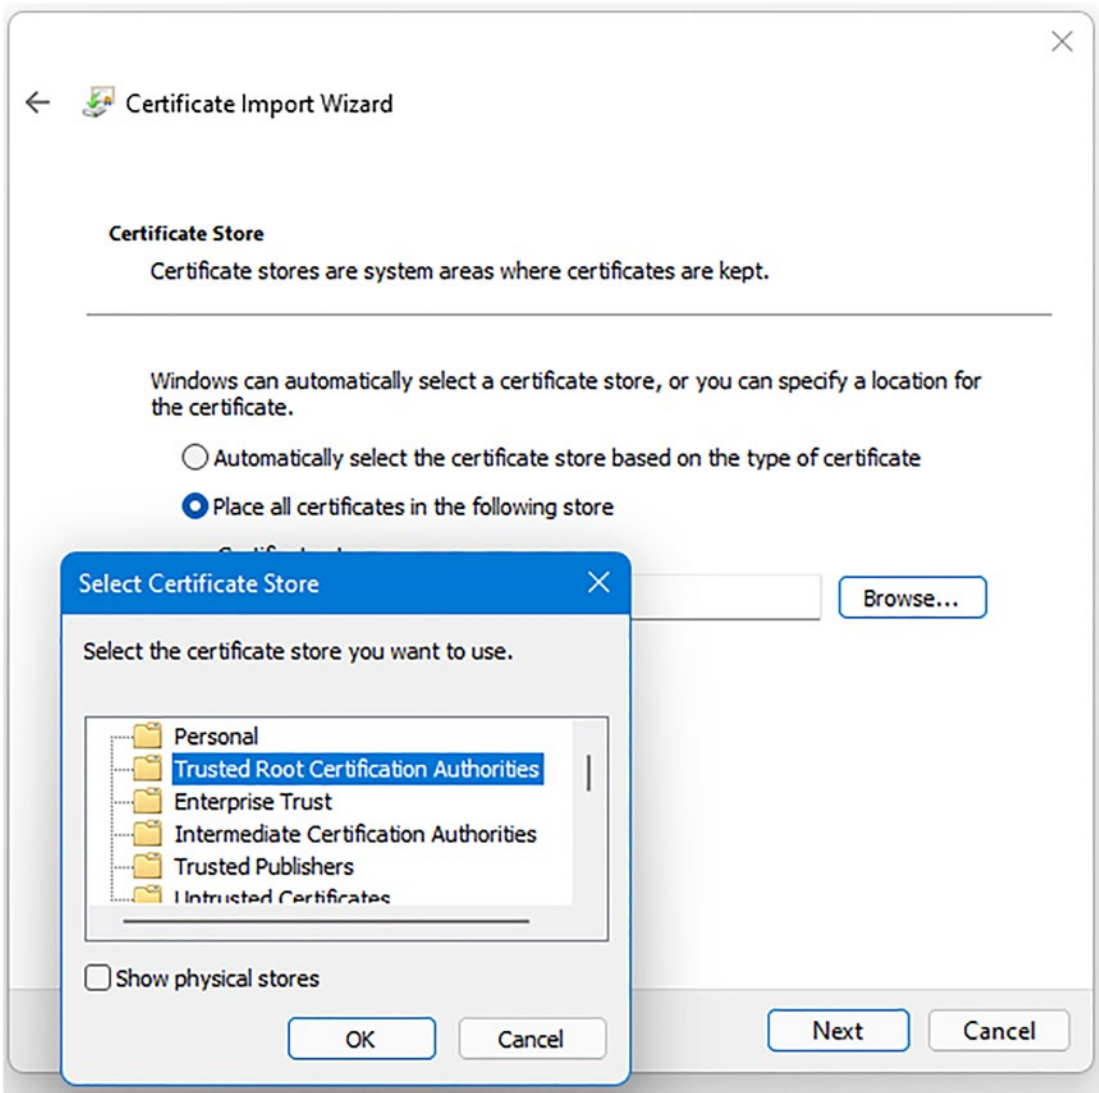 Certificate Import Wizard
Certificate Store
Certificate stores are system areas where certificates are kept.
Windows can automatically select a certificate store, or you can specify a location for
the certificate.
Automatically select the certificate store based on the type of certificate
Place all certificates in the following store
Browse...
Select Certificate Store
Select the certificate store you want to use.
Personal
Trusted Root Certification Authorities
Enterprise Trust
Intermediate Certification Authorities
Trusted Publishers
Untrusted Certificates
Show physical stores
OK
Cancel
Next
Cancel